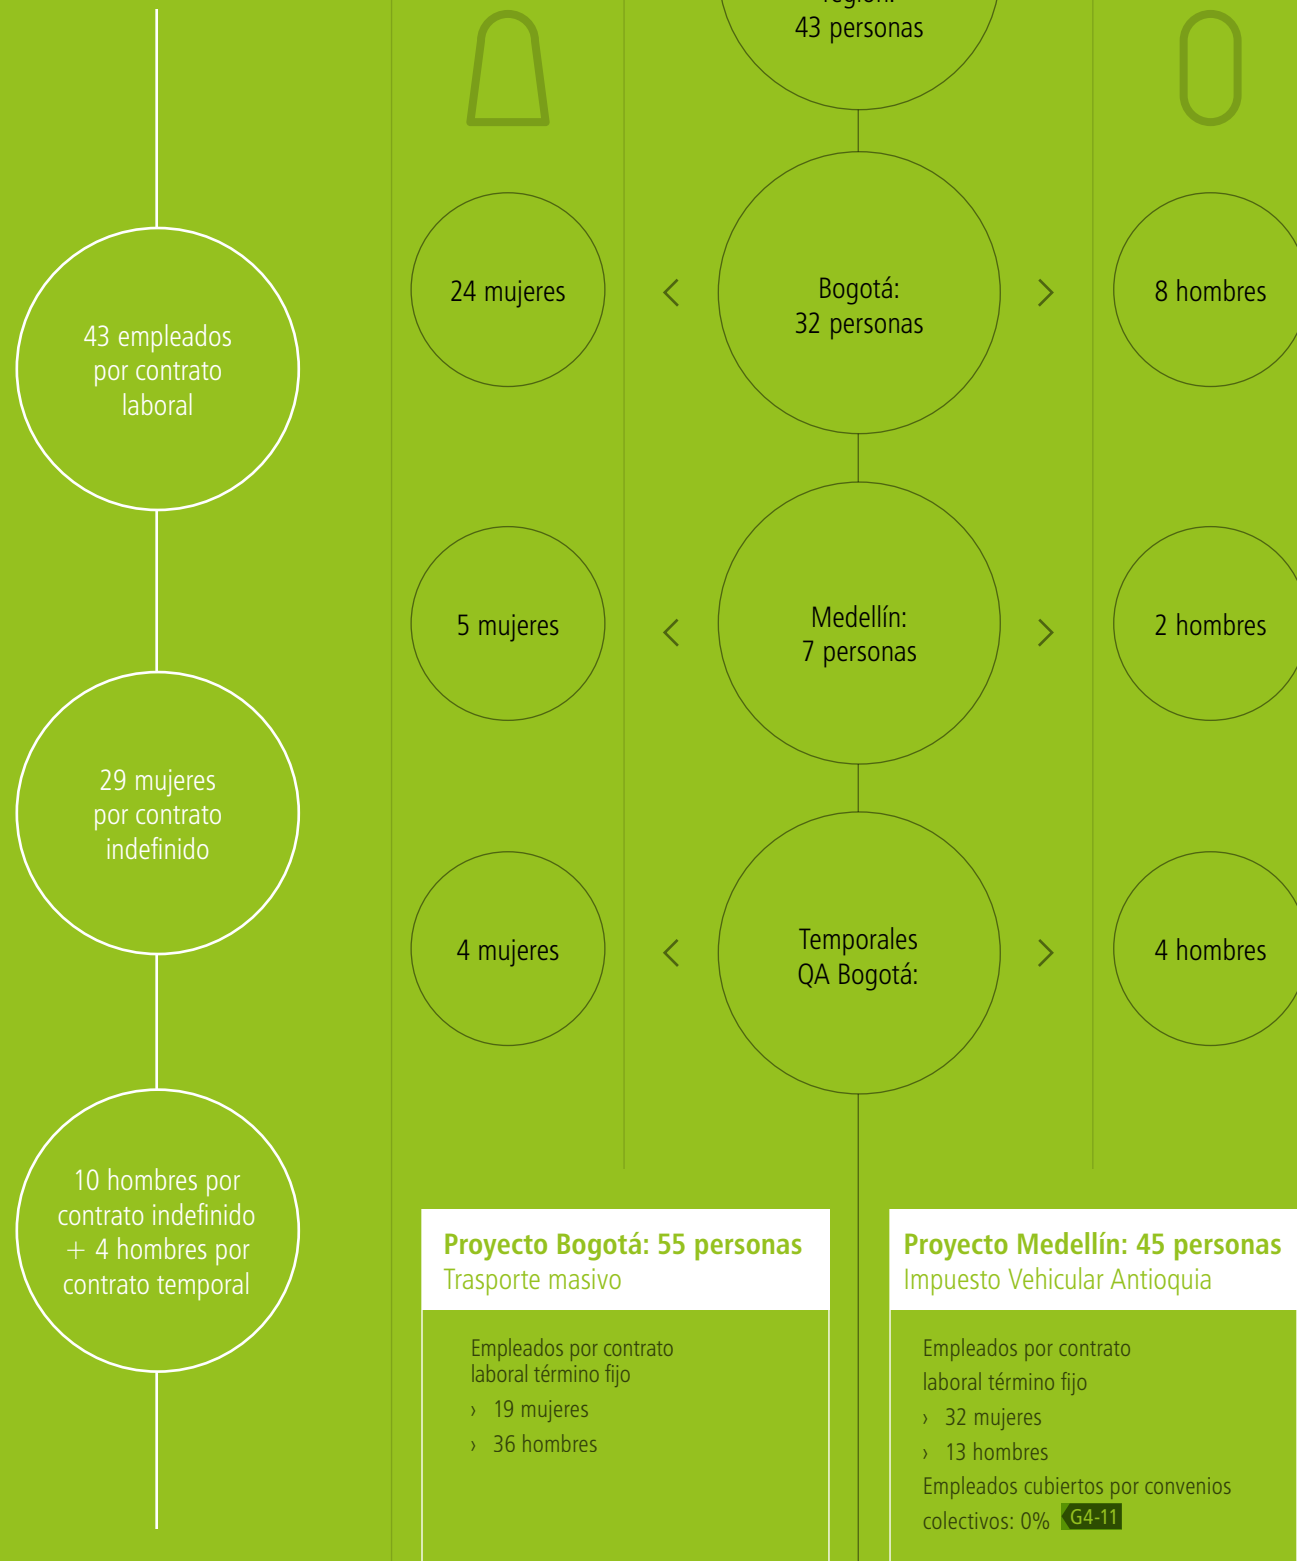 43 empleados
por contrato
laboral
29 mujeres
por contrato
indefinido
10 hombres por
contrato indefinido
+ 4 hombres por
contrato temporal
región:
43 personas
24 mujeres
Bogotá:
32 personas
8 hombres
5 mujeres
Medellín:
7 personas
2 hombres
4 mujeres
Temporales
QA Bogotá:
4 hombres
Proyecto Bogotá: 55 personas
Trasporte masivo
Empleados por contrato
laboral término fijo
› 19 mujeres
› 36 hombres
Proyecto Medellín: 45 personas
Impuesto Vehicular Antioquia
Empleados por contrato
laboral término fijo
› 32 mujeres
› 13 hombres
Empleados cubiertos por convenios
colectivos: 0% G4-11